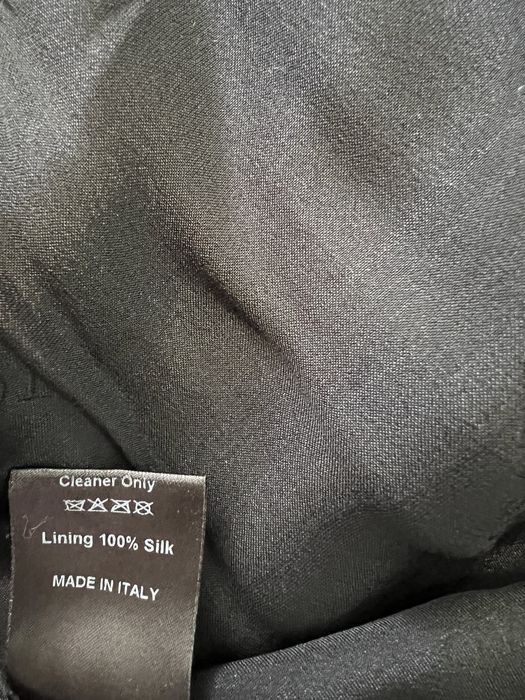 Cleaner Only
Lining 100% Silk
MADE IN ITALY